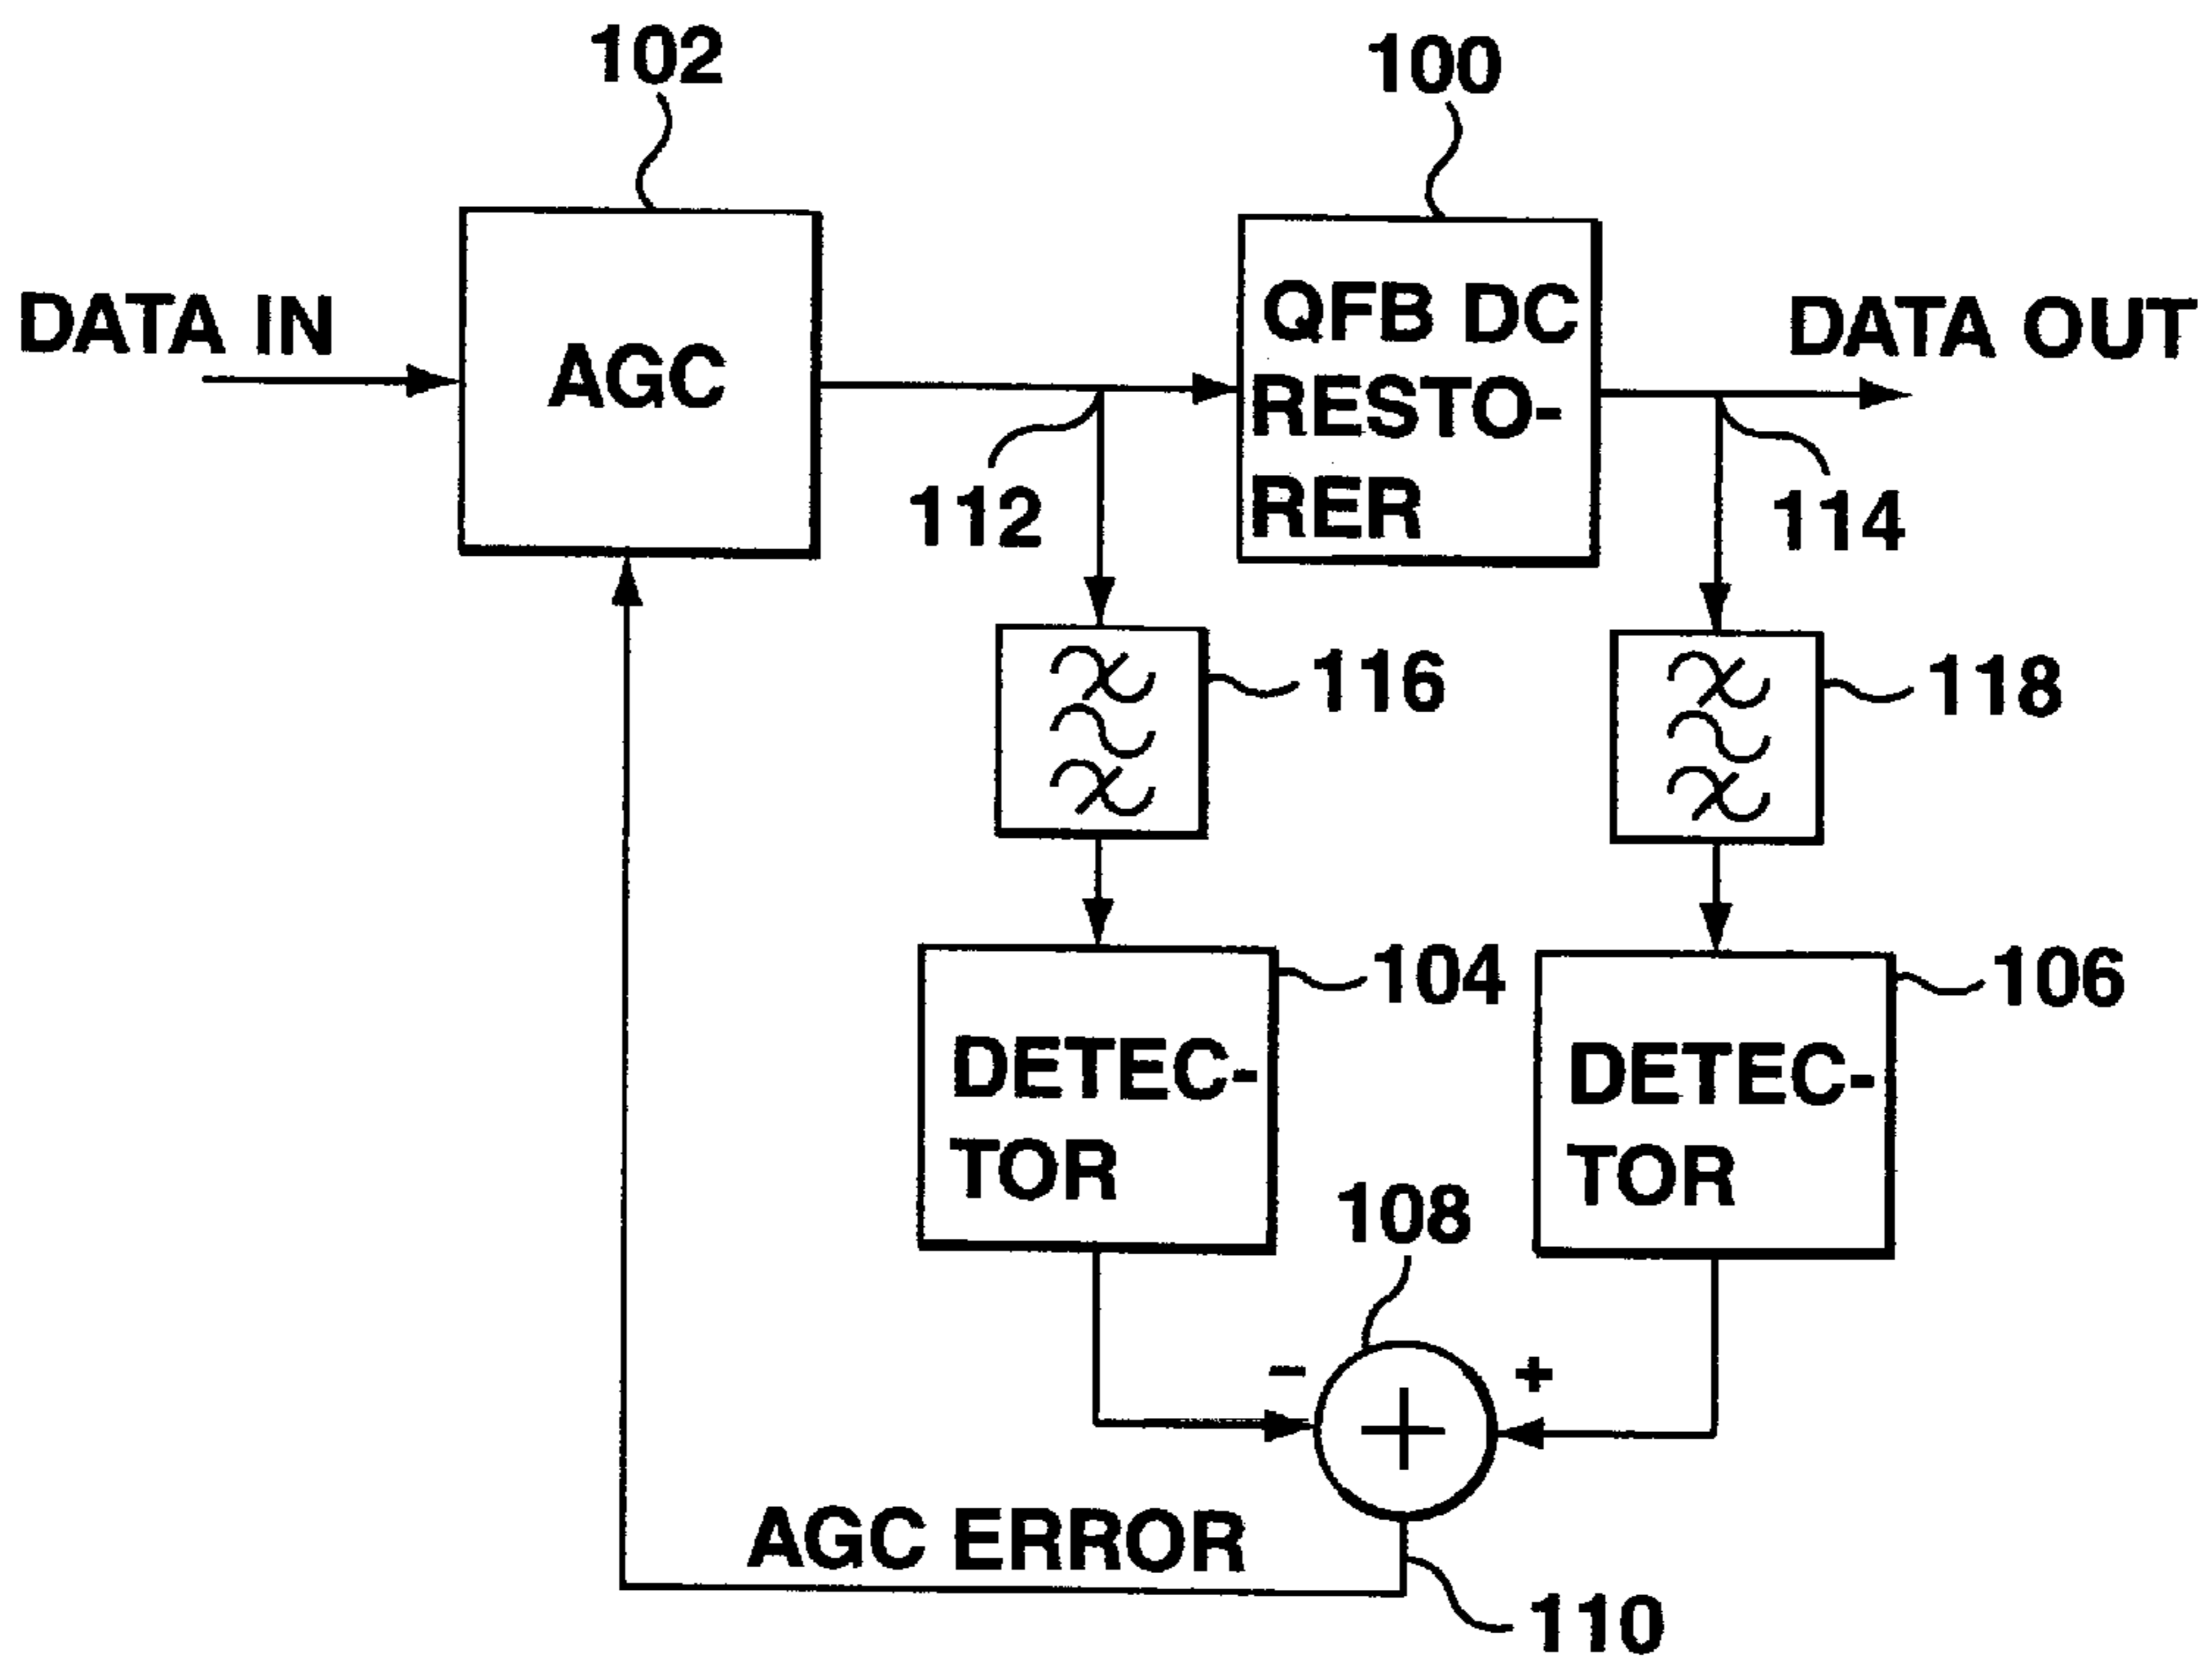 102
100
DATA IN
AGC
QFB DC
RESTO-
RER
DATA OUT
112
114
116
118
104
106
DETEC-
TOR
DETEC-
TOR
108
-
+
+
AGC ERROR
110